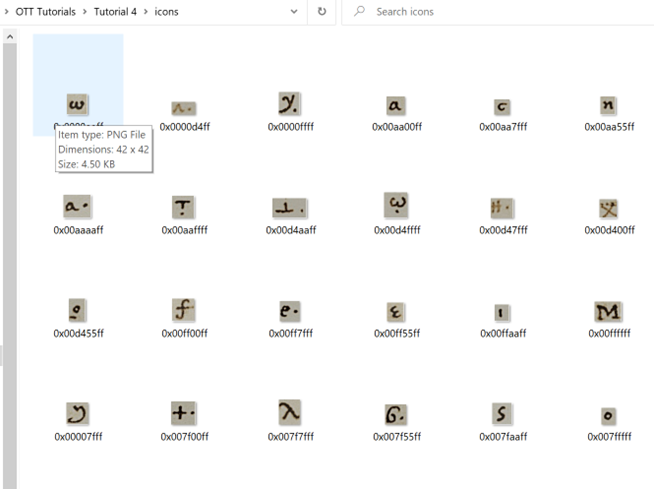 OTT Tutorials > Tutorial 4 > icons
Search icons
0x0000d4ff 0x0000ffff 0x00aa00ff 0x00aa7fff 0x00aa55ff
Item type: PNG File
Dimensions: 42 x 42
Size: 4.50 KB
0x00aaaaff 0x00aaffff 0x00d4aaff 0x00d4ffff 0x00d47fff 0x00d400ff
0x00d455ff 0x00ff00ff 0x00ff7fff 0x00ff55ff 0x00ffaaff 0x00ffffff
0x00007fff 0x007f00ff 0x007f7fff 0x007f55ff 0x007faaff 0x007fffff